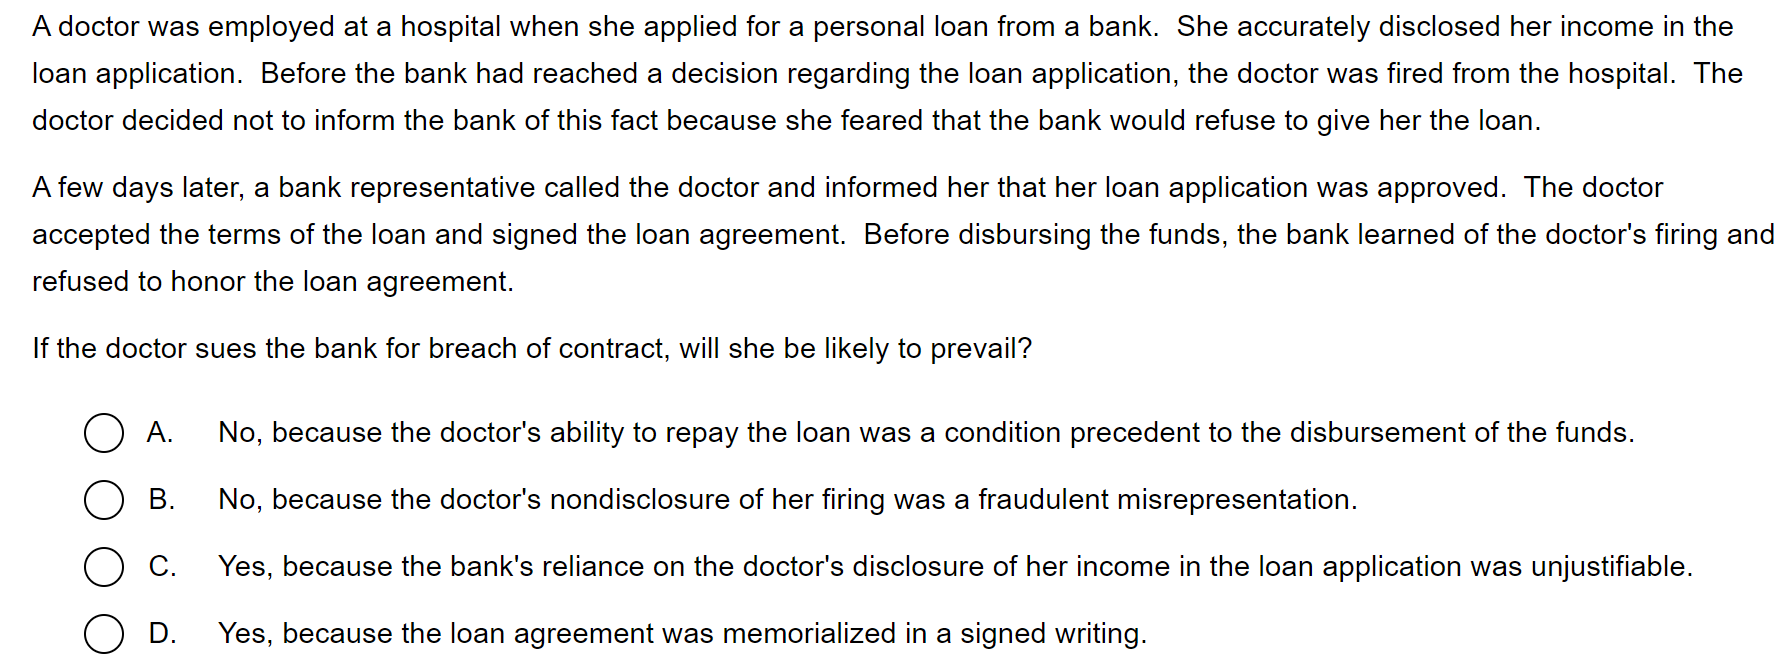 A doctor was employed at a hospital when she applied for a personal loan from a bank.  She accurately disclosed her income in the
loan application.  Before the bank had reached a decision regarding the loan application, the doctor was fired from the hospital.  The
doctor decided not to inform the bank of this fact because she feared that the bank would refuse to give her the loan.
A few days later, a bank representative called the doctor and informed her that her loan application was approved.  The doctor
accepted the terms of the loan and signed the loan agreement.  Before disbursing the funds, the bank learned of the doctor's firing and
refused to honor the loan agreement.
If the doctor sues the bank for breach of contract, will she be likely to prevail?
A. No, because the doctor's ability to repay the loan was a condition precedent to the disbursement of the funds.
B. No, because the doctor's nondisclosure of her firing was a fraudulent misrepresentation.
C. Yes, because the bank's reliance on the doctor's disclosure of her income in the loan application was unjustifiable.
D. Yes, because the loan agreement was memorialized in a signed writing.